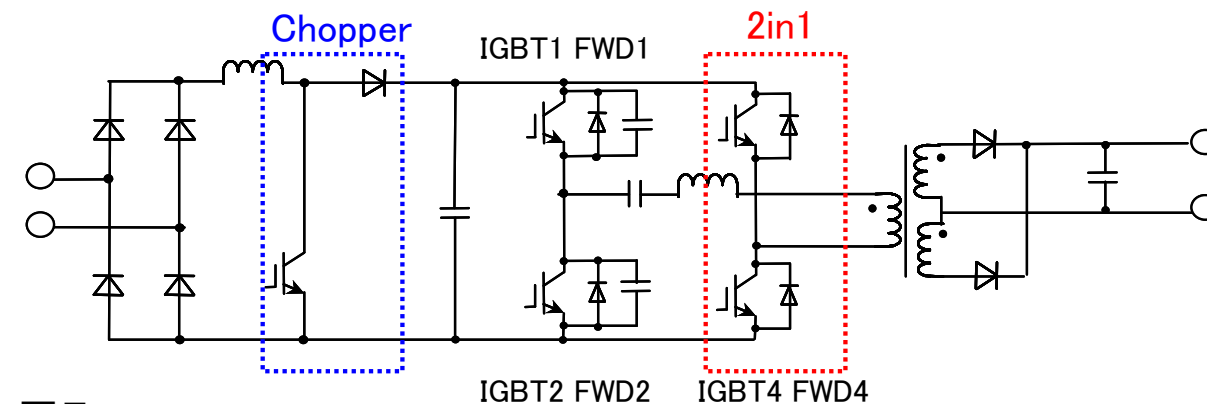 Chopper
2in1
IGBT1 FWD1
IGBT2 FWD2
IGBT4 FWD4